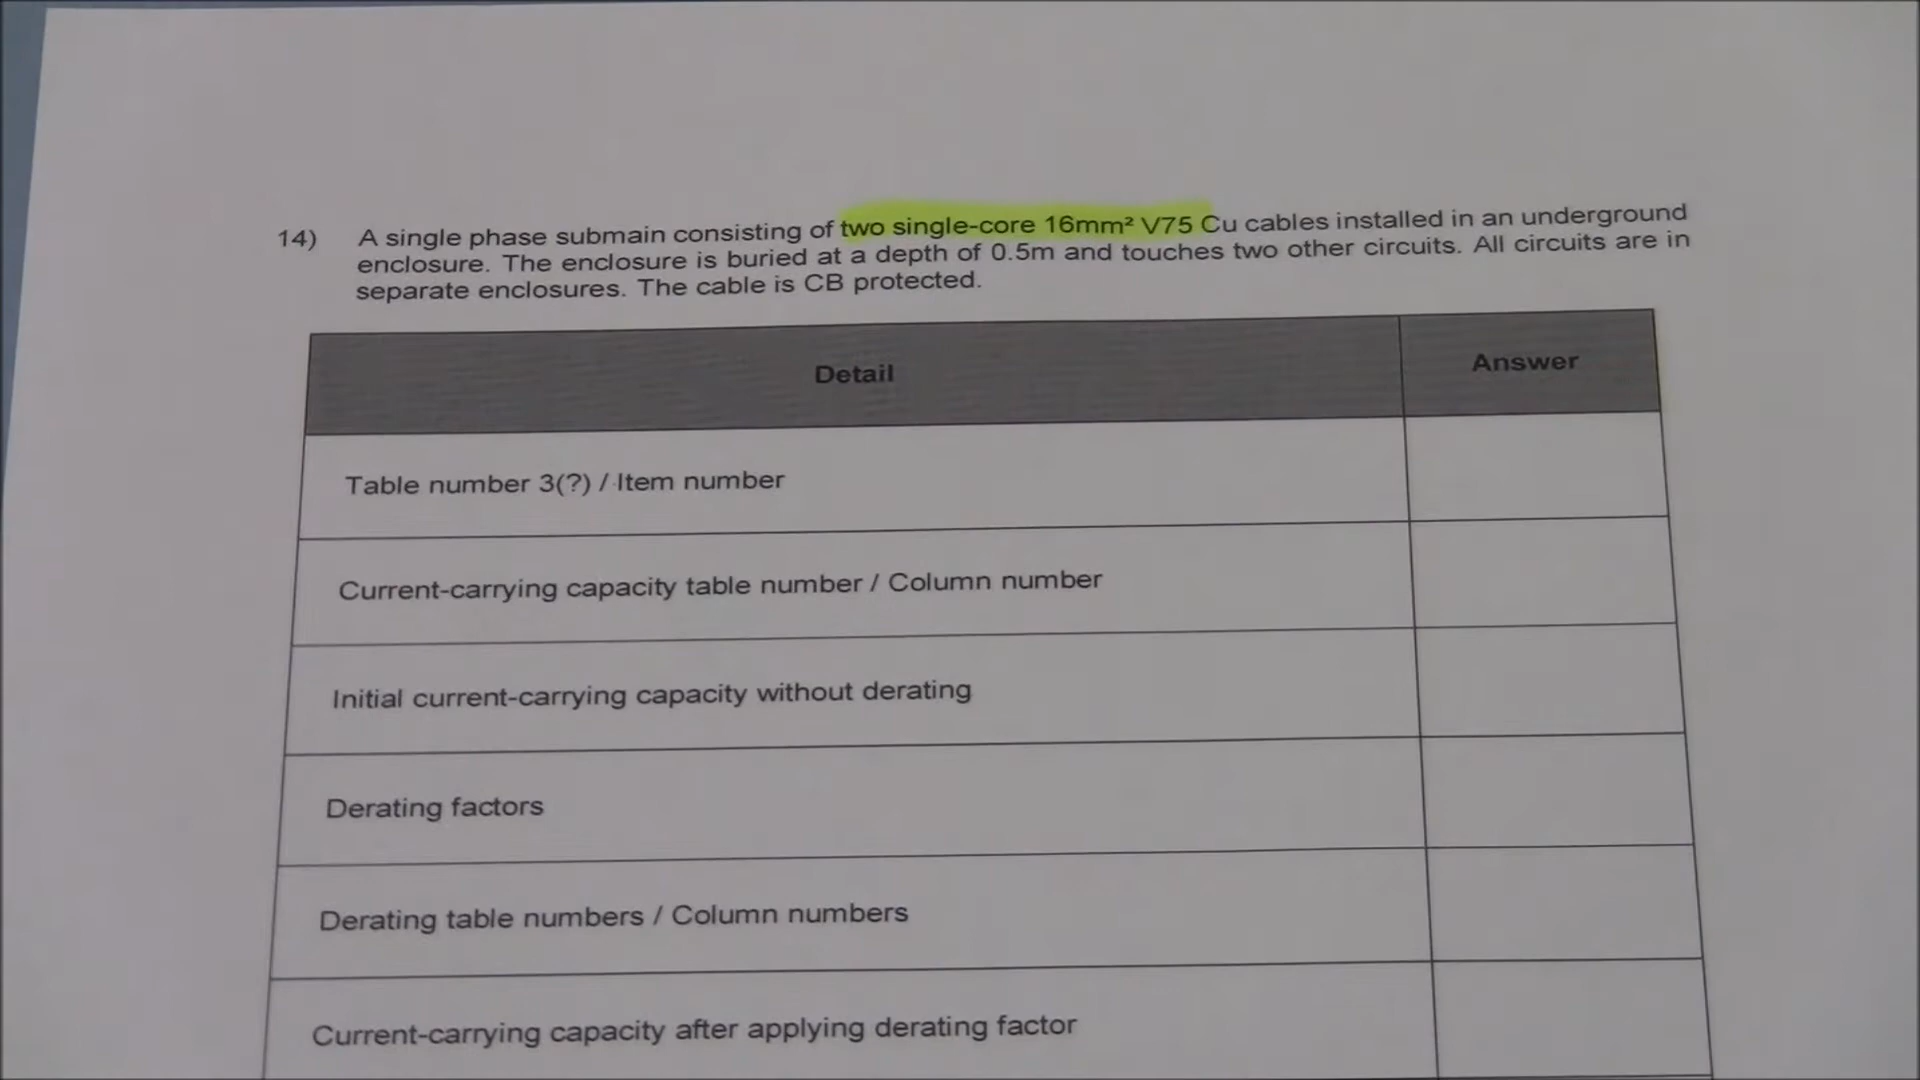 14) A single phase submain consisting of two single-core 16mm² V75 Cu cables installed in an underground
enclosure. The enclosure is buried at a depth of 0.5m and touches two other circuits. All circuits are in
separate enclosures. The cable is CB protected.
Detail Answer
Table number 3(?) / Item number
Current-carrying capacity table number / Column number
Initial current-carrying capacity without derating
Derating factors
Derating table numbers / Column numbers
Current-carrying capacity after applying derating factor